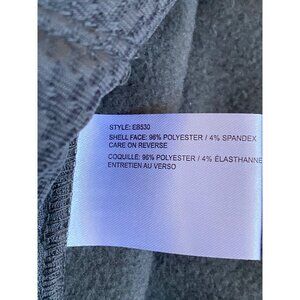 STYLE: EB530
SHELL FACE: 96% POLYESTER / 4% SPANDEX
CARE ON REVERSE
COQUILLE: 96% POLYESTER / 4% ÉLASTHANNE
ENTRETIEN AU VERSO